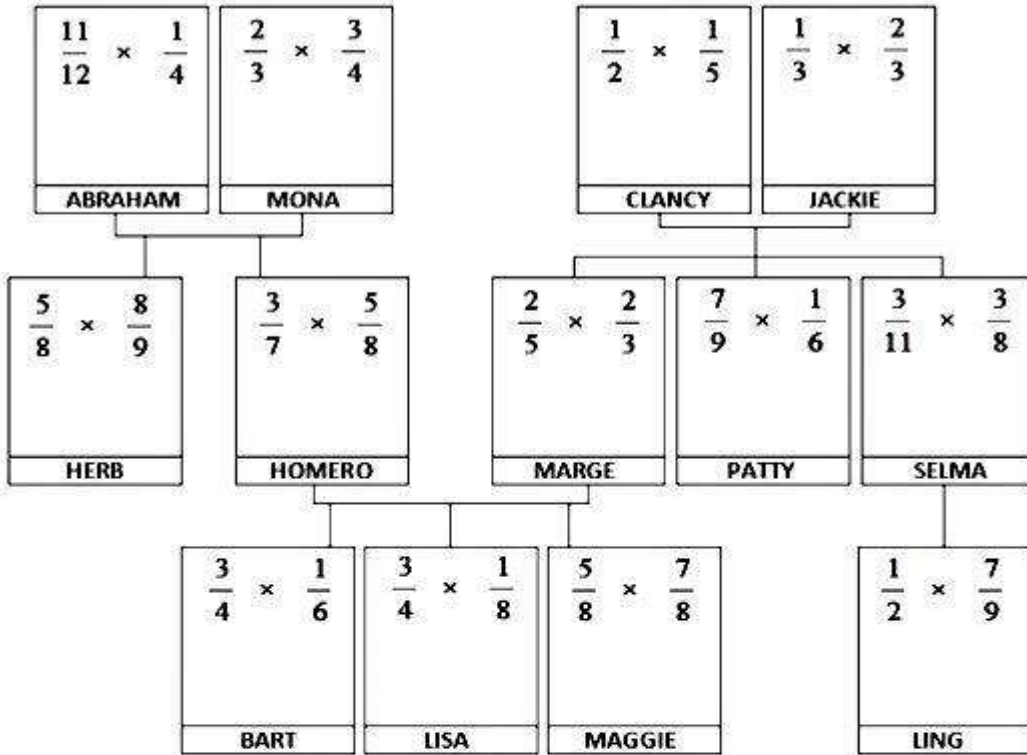 11/12 × 1/4 2/3 × 3/4 1/2 × 1/5 1/3 × 2/3
ABRAHAM MONA CLANCY JACKIE
5/8 × 8/9 3/7 × 5/8 2/5 × 2/3 7/9 × 1/6 3/11 × 3/8
HERB HOMERO MARGE PATTY SELMA
3/4 × 1/6 3/4 × 1/8 5/8 × 7/8 1/2 × 7/9
BART LISA MAGGIE LING